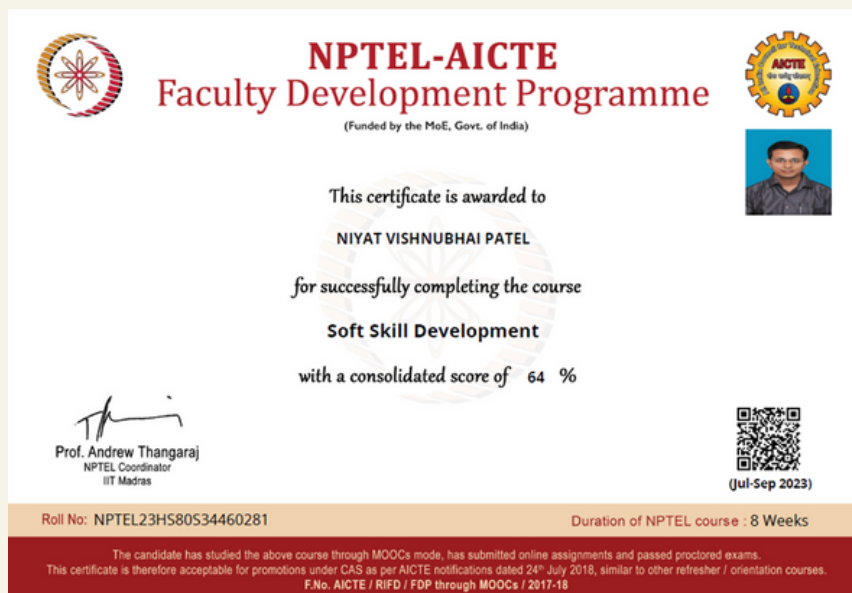 NPTEL-AICTE
Faculty Development Programme
(Funded by the MoE, Govt. of India)
AICTE
This certificate is awarded to
NIYAT VISHNUBHAI PATEL
for successfully completing the course
Soft Skill Development
with a consolidated score of 64 %
Prof. Andrew Thangaraj
NPTEL Coordinator
IIT Madras
(Jul-Sep 2023)
Roll No: NPTEL23HS80S34460281
Duration of NPTEL course : 8 Weeks
The candidate has studied the above course through MOOCs mode, has submitted online assignments and passed proctored exams.
This certificate is therefore acceptable for promotions under CAS as per AICTE notifications dated 24th July 2018, similar to other refresher / orientation courses.
F.No. AICTE / RIFD / FDP through MOOCs / 2017-18